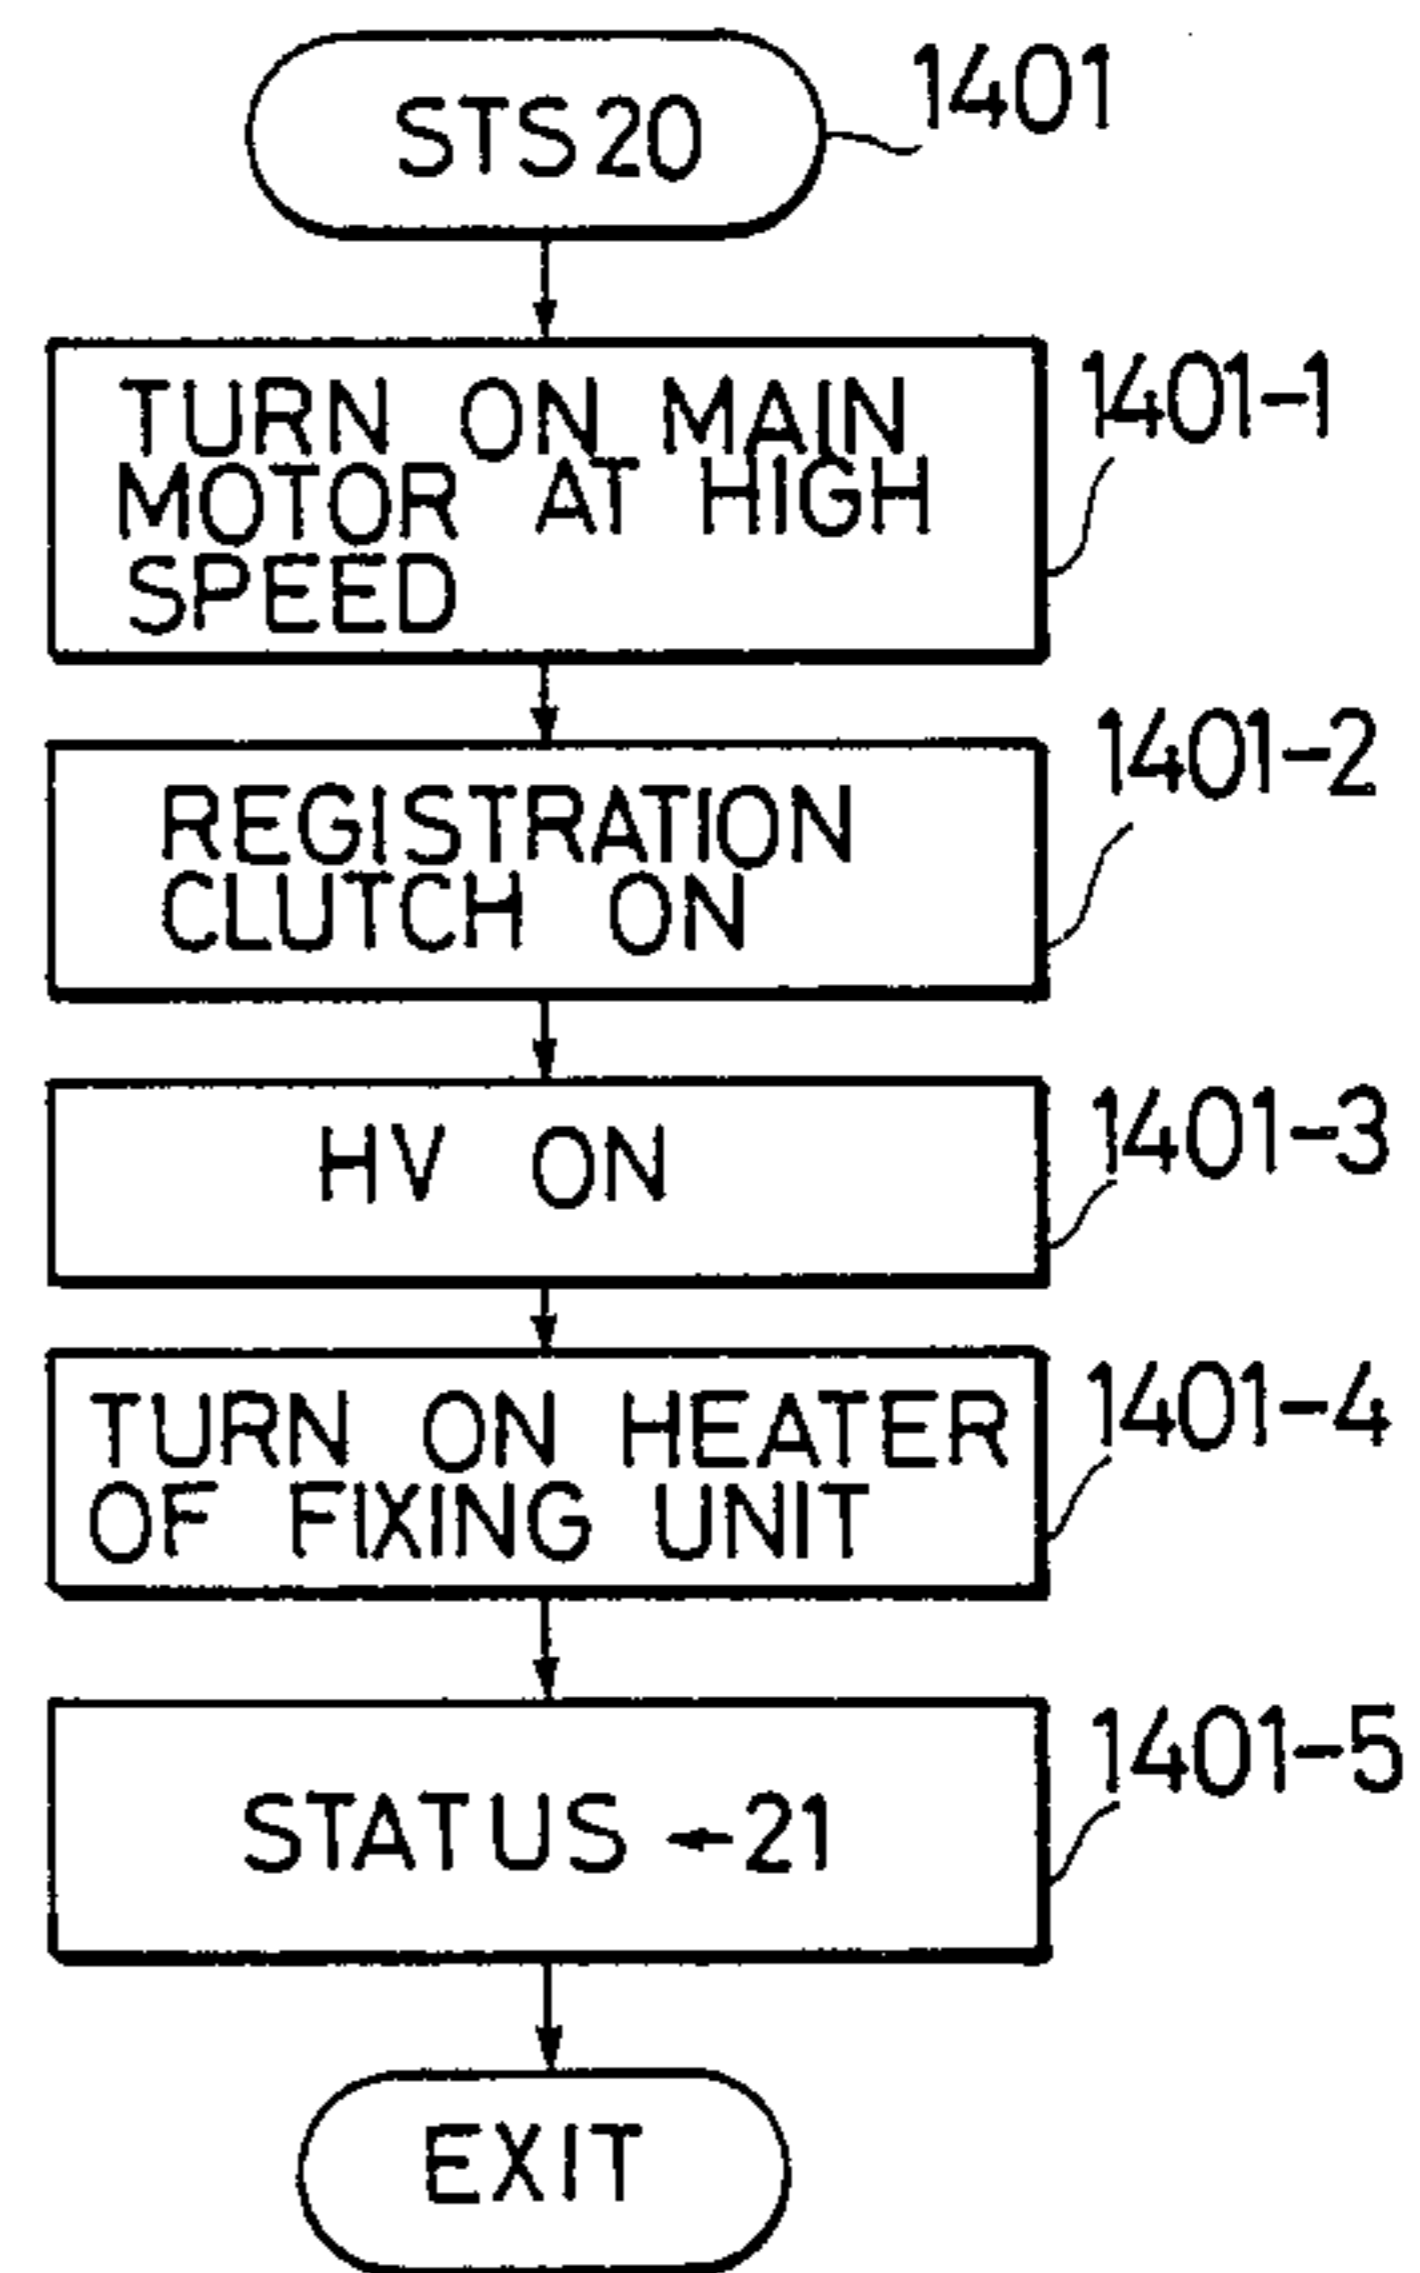 STS20
1401
TURN ON MAIN
MOTOR AT HIGH
SPEED
1401-1
REGISTRATION
CLUTCH ON
1401-2
HV ON
1401-3
TURN ON HEATER
OF FIXING UNIT
1401-4
STATUS ←21
1401-5
EXIT